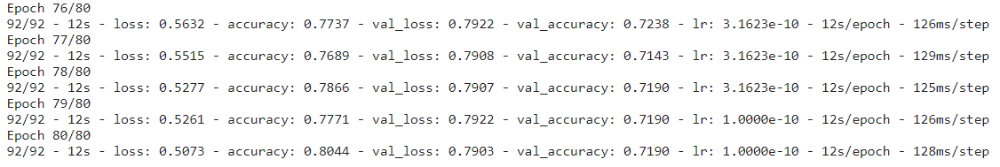 Epoch 76/80
92/92 - 12s - loss: 0.5632 - accuracy: 0.7737 - val_loss: 0.7922 - val_accuracy: 0.7238 - lr: 3.1623e-10 - 12s/epoch - 126ms/step
Epoch 77/80
92/92 - 12s - loss: 0.5515 - accuracy: 0.7689 - val_loss: 0.7908 - val_accuracy: 0.7143 - lr: 3.1623e-10 - 12s/epoch - 129ms/step
Epoch 78/80
92/92 - 12s - loss: 0.5277 - accuracy: 0.7866 - val_loss: 0.7907 - val_accuracy: 0.7190 - lr: 3.1623e-10 - 12s/epoch - 125ms/step
Epoch 79/80
92/92 - 12s - loss: 0.5261 - accuracy: 0.7771 - val_loss: 0.7922 - val_accuracy: 0.7190 - lr: 1.0000e-10 - 12s/epoch - 126ms/step
Epoch 80/80
92/92 - 12s - loss: 0.5073 - accuracy: 0.8044 - val_loss: 0.7903 - val_accuracy: 0.7190 - lr: 1.0000e-10 - 12s/epoch - 128ms/step